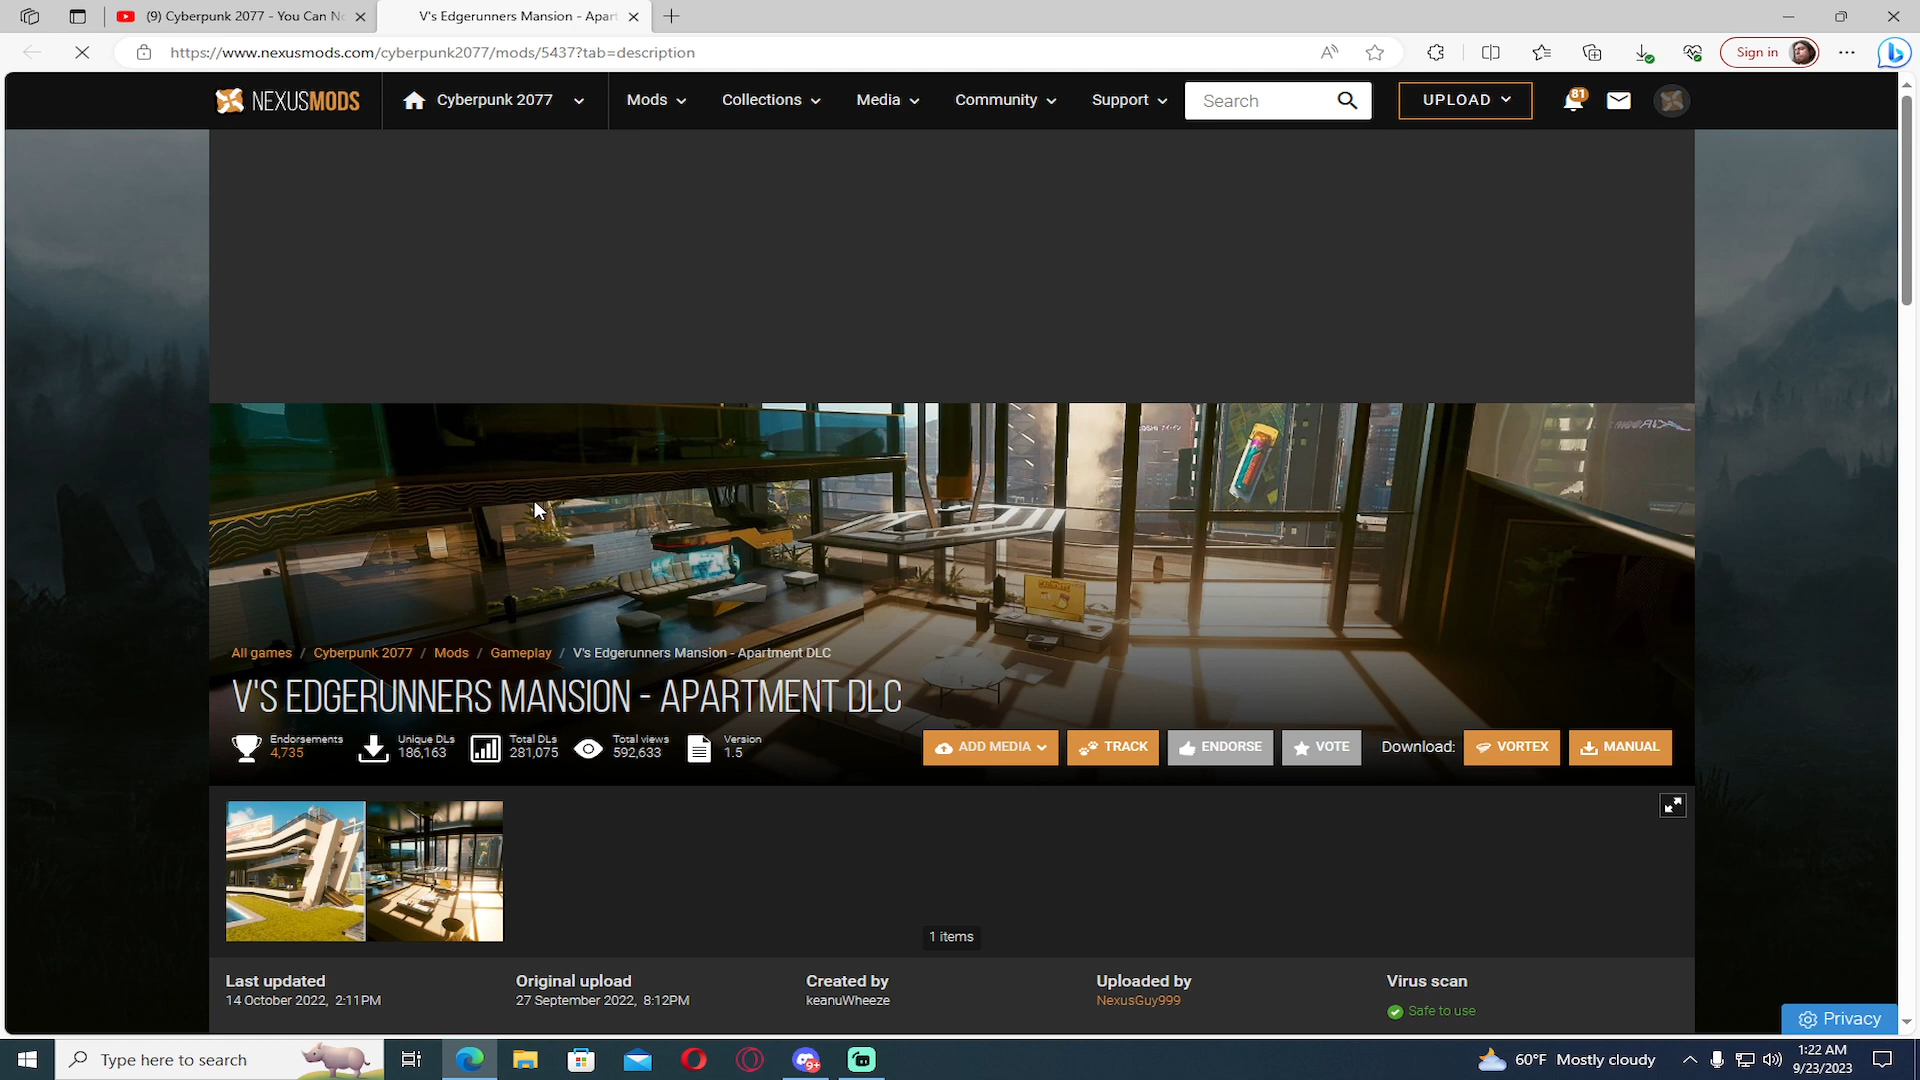 (9) Cyberpunk 2077 - You Can No
V's Edgerunners Mansion - Apart
https://www.nexusmods.com/cyberpunk2077/mods/5437?tab=description
Sign in
NEXUSMODS
Cyberpunk 2077
Mods
Collections
Media
Community
Support
Search
UPLOAD
81
All games / Cyberpunk 2077 / Mods / Gameplay / V's Edgerunners Mansion - Apartment DLC
V'S EDGERUNNERS MANSION - APARTMENT DLC
Endorsements
4,735
Unique DLs
186,163
Total DLs
281,075
Total views
592,633
Version
1.5
ADD MEDIA
TRACK
ENDORSE
VOTE
Download:
VORTEX
MANUAL
1 items
Last updated
14 October 2022, 2:11PM
Original upload
27 September 2022, 8:12PM
Created by
keanuWheeze
Uploaded by
NexusGuy999
Virus scan
Safe to use
Privacy
Type here to search
9+
60°F Mostly cloudy
1:22 AM
9/23/2023